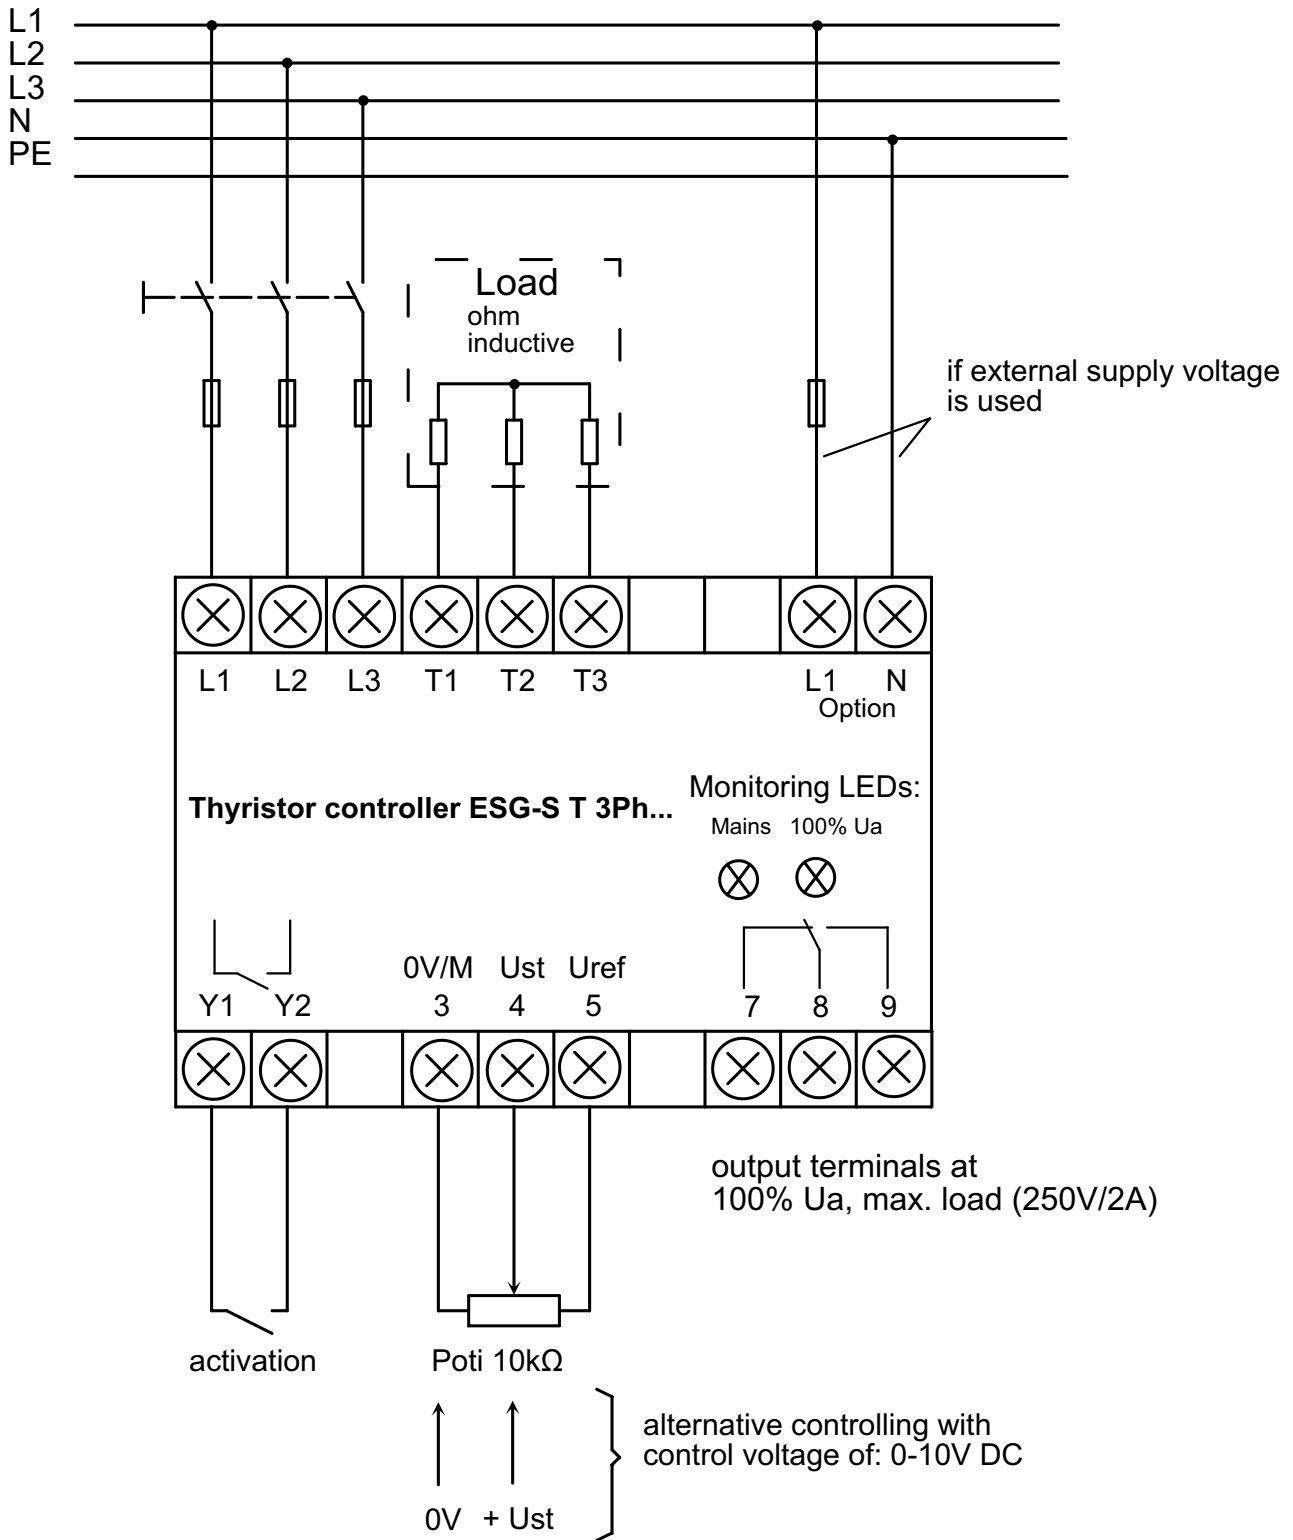 L1
L2
L3
N
PE
Load
ohm
inductive
if external supply voltage
is used
L1 L2 L3 T1 T2 T3 L1 N
Option
Monitoring LEDs:
Thyristor controller ESG-S T 3Ph...
Mains 100% Ua
0V/M Ust Uref
Y1 Y2 3 4 5 7 8 9
output terminals at
100% Ua, max. load (250V/2A)
activation
Poti 10kΩ
alternative controlling with
control voltage of: 0-10V DC
0V + Ust